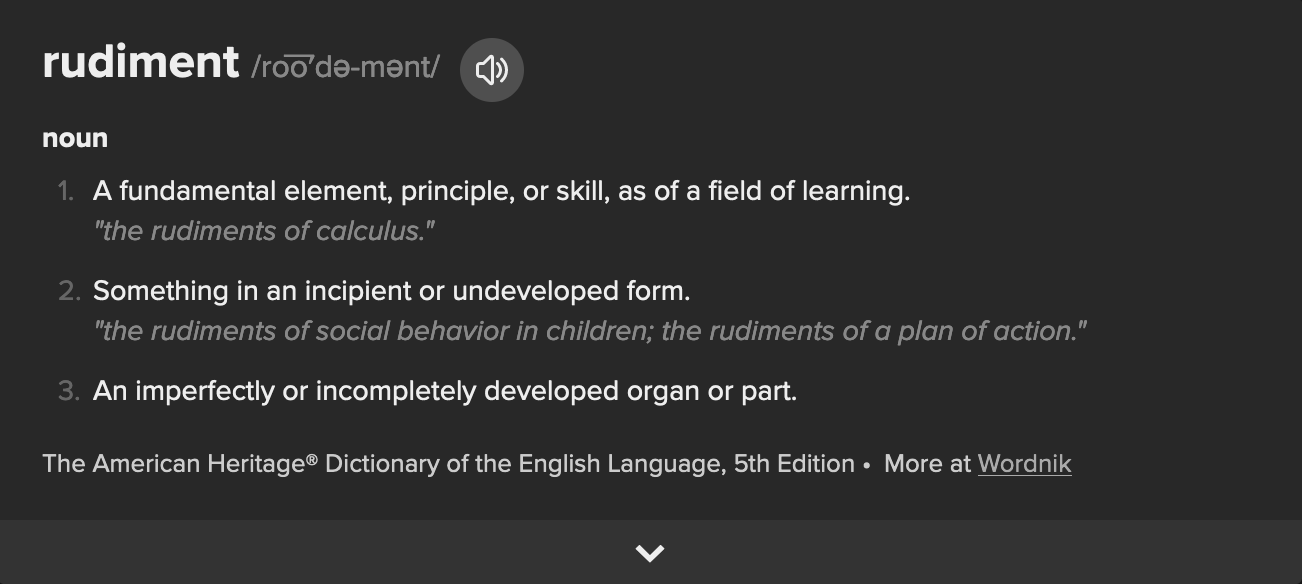 rudiment /ro͞o′də-mənt/
noun
1. A fundamental element, principle, or skill, as of a field of learning.
"the rudiments of calculus."
2. Something in an incipient or undeveloped form.
"the rudiments of social behavior in children; the rudiments of a plan of action."
3. An imperfectly or incompletely developed organ or part.
The American Heritage® Dictionary of the English Language, 5th Edition • More at Wordnik